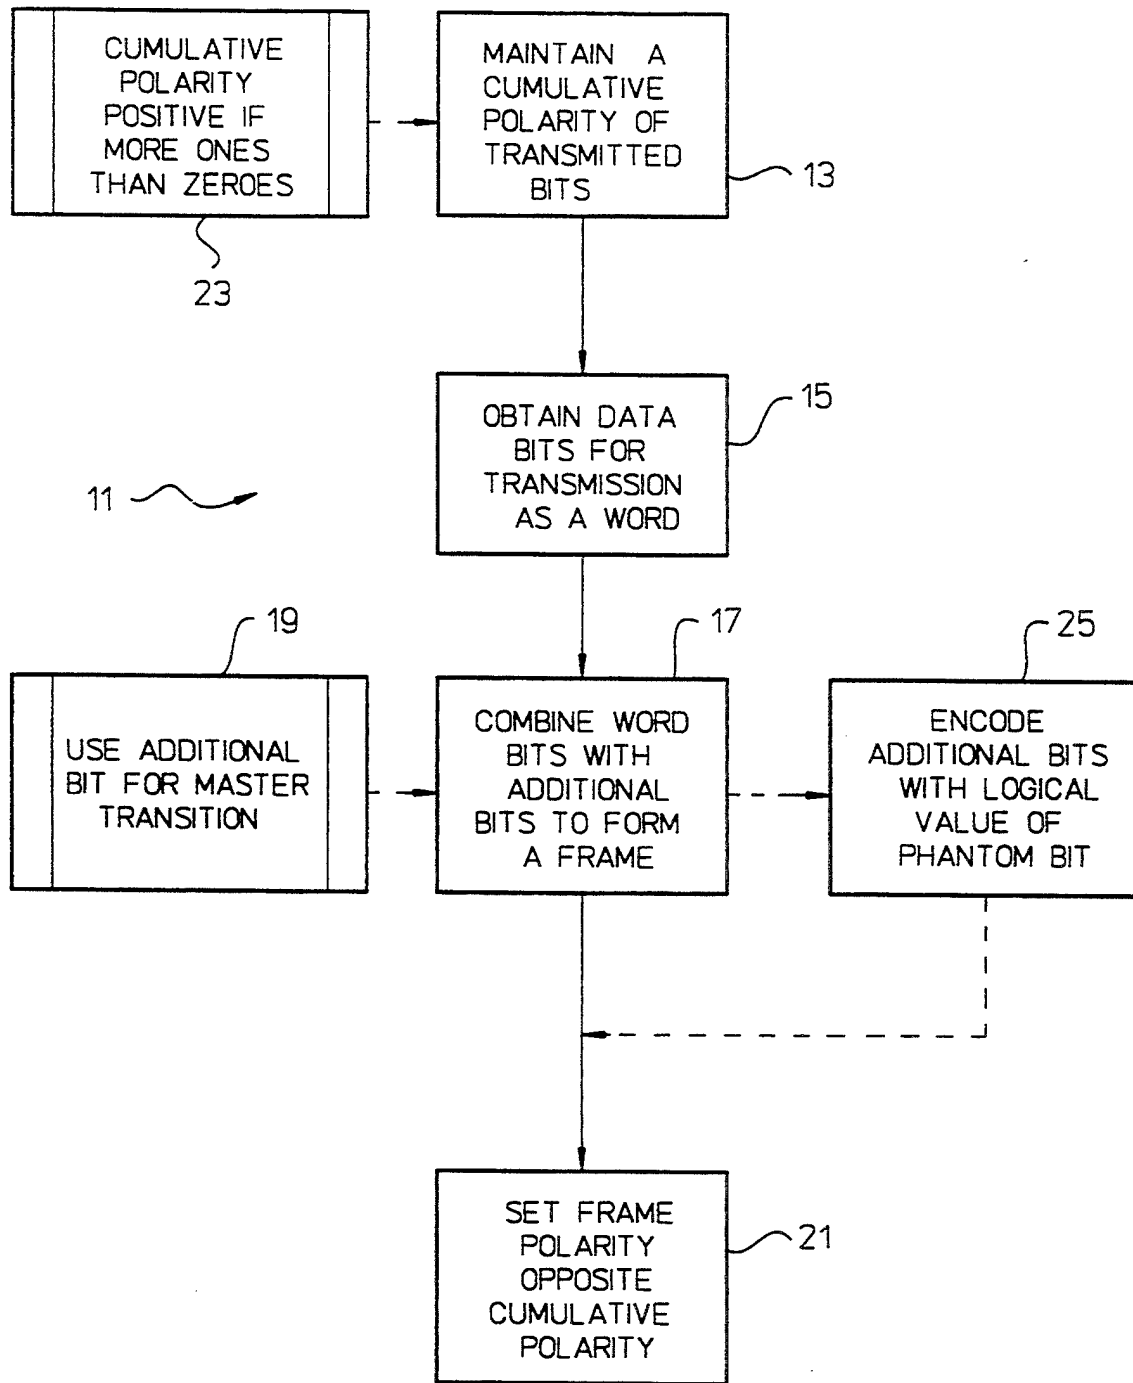 CUMULATIVE
POLARITY
POSITIVE IF
MORE ONES
THAN ZEROES
23
MAINTAIN A
CUMULATIVE
POLARITY OF
TRANSMITTED
BITS
13
OBTAIN DATA
BITS FOR
TRANSMISSION
AS A WORD
15
11
19
USE ADDITIONAL
BIT FOR MASTER
TRANSITION
17
COMBINE WORD
BITS WITH
ADDITIONAL
BITS TO FORM
A FRAME
25
ENCODE
ADDITIONAL BITS
WITH LOGICAL
VALUE OF
PHANTOM BIT
SET FRAME
POLARITY
OPPOSITE
CUMULATIVE
POLARITY
21